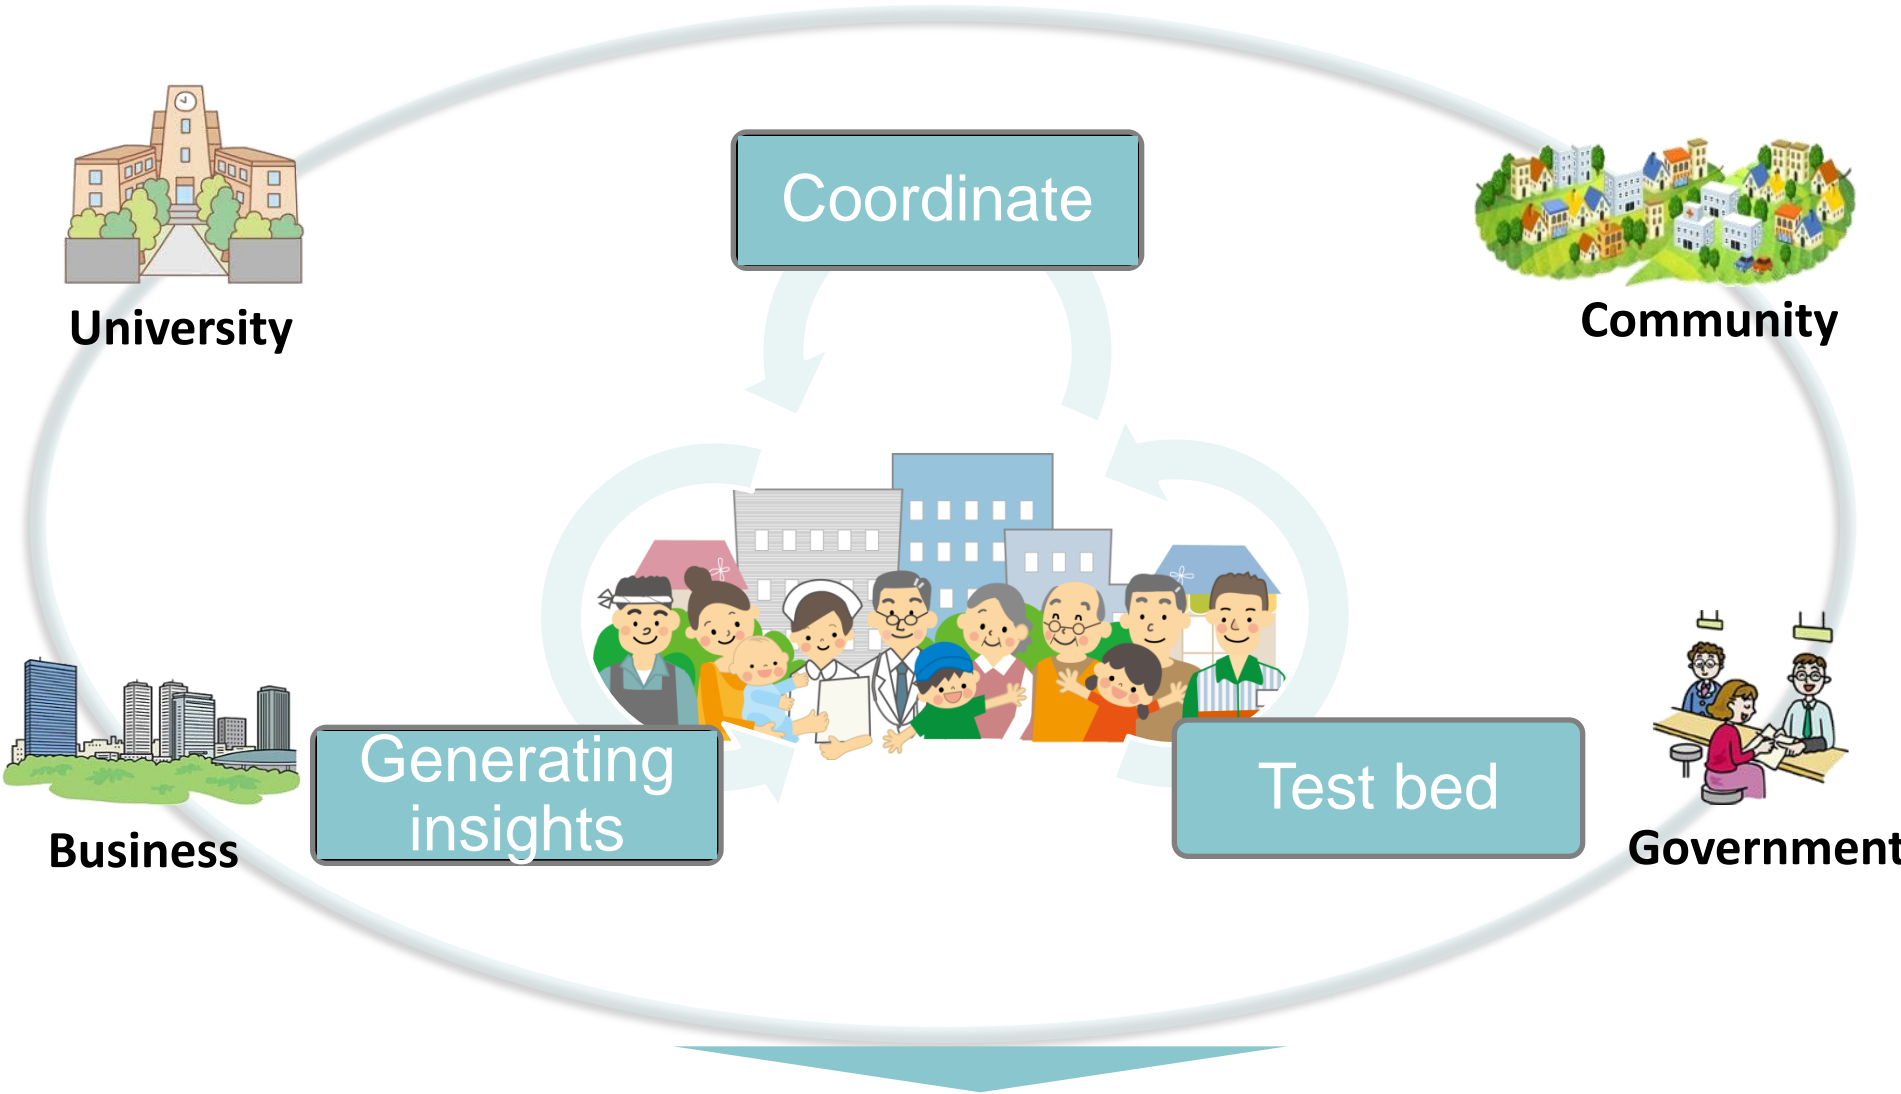 Coordinate
University
Community
Generating
insights
Test bed
Business
Government